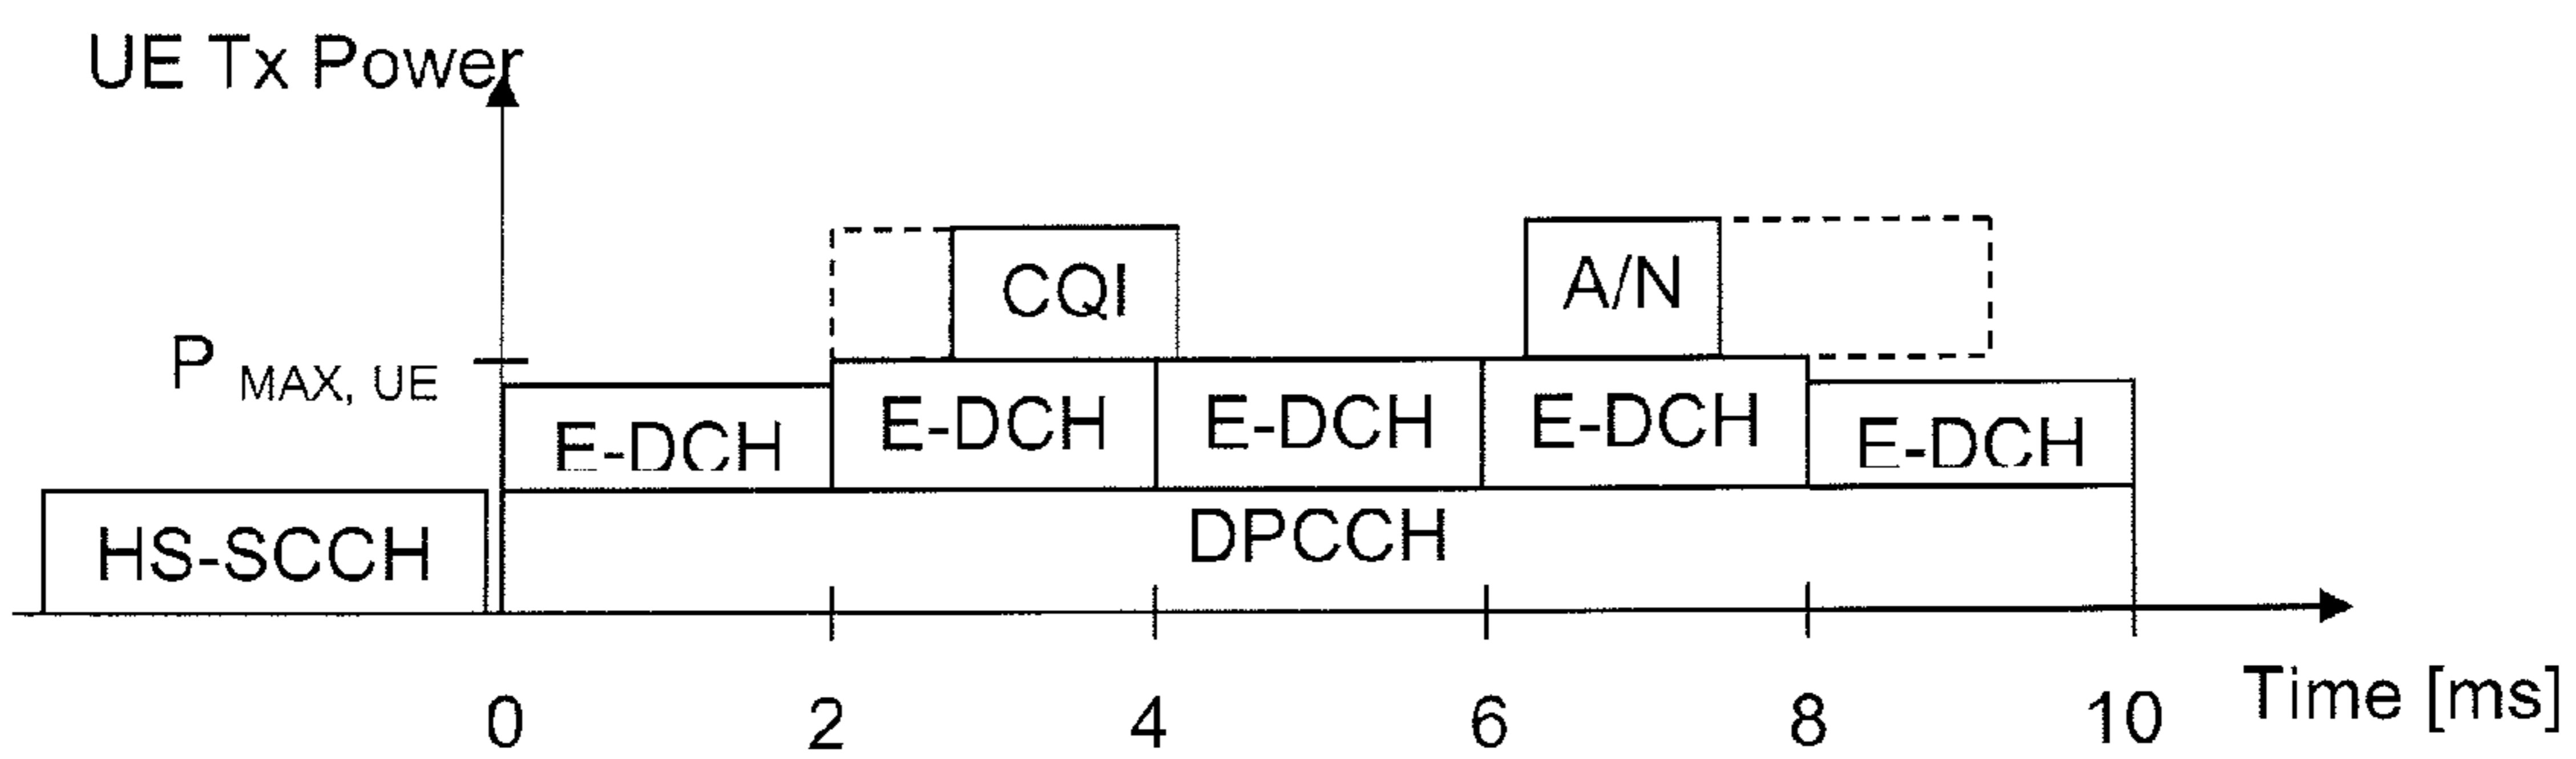 UE Tx Power
CQI
A/N
P MAX, UE
E-DCH E-DCH E-DCH E-DCH E-DCH
HS-SCCH
DPCCH
0 2 4 6 8 10
Time [ms]